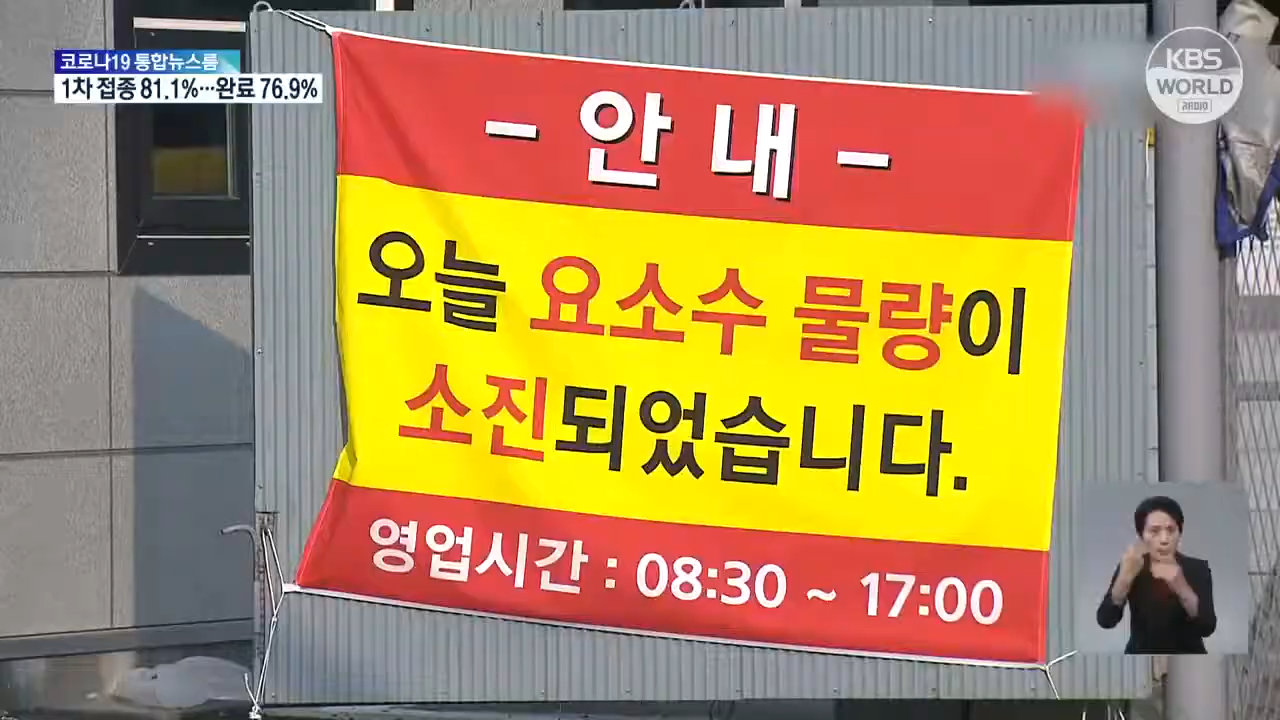 코로나19 통합뉴스룸
1차 접종 81.1%…완료 76.9%
KBS
WORLD
RADIO
- 안 내 -
오늘 요소수 물량이
소진되었습니다.
영업시간 : 08:30 ~ 17:00